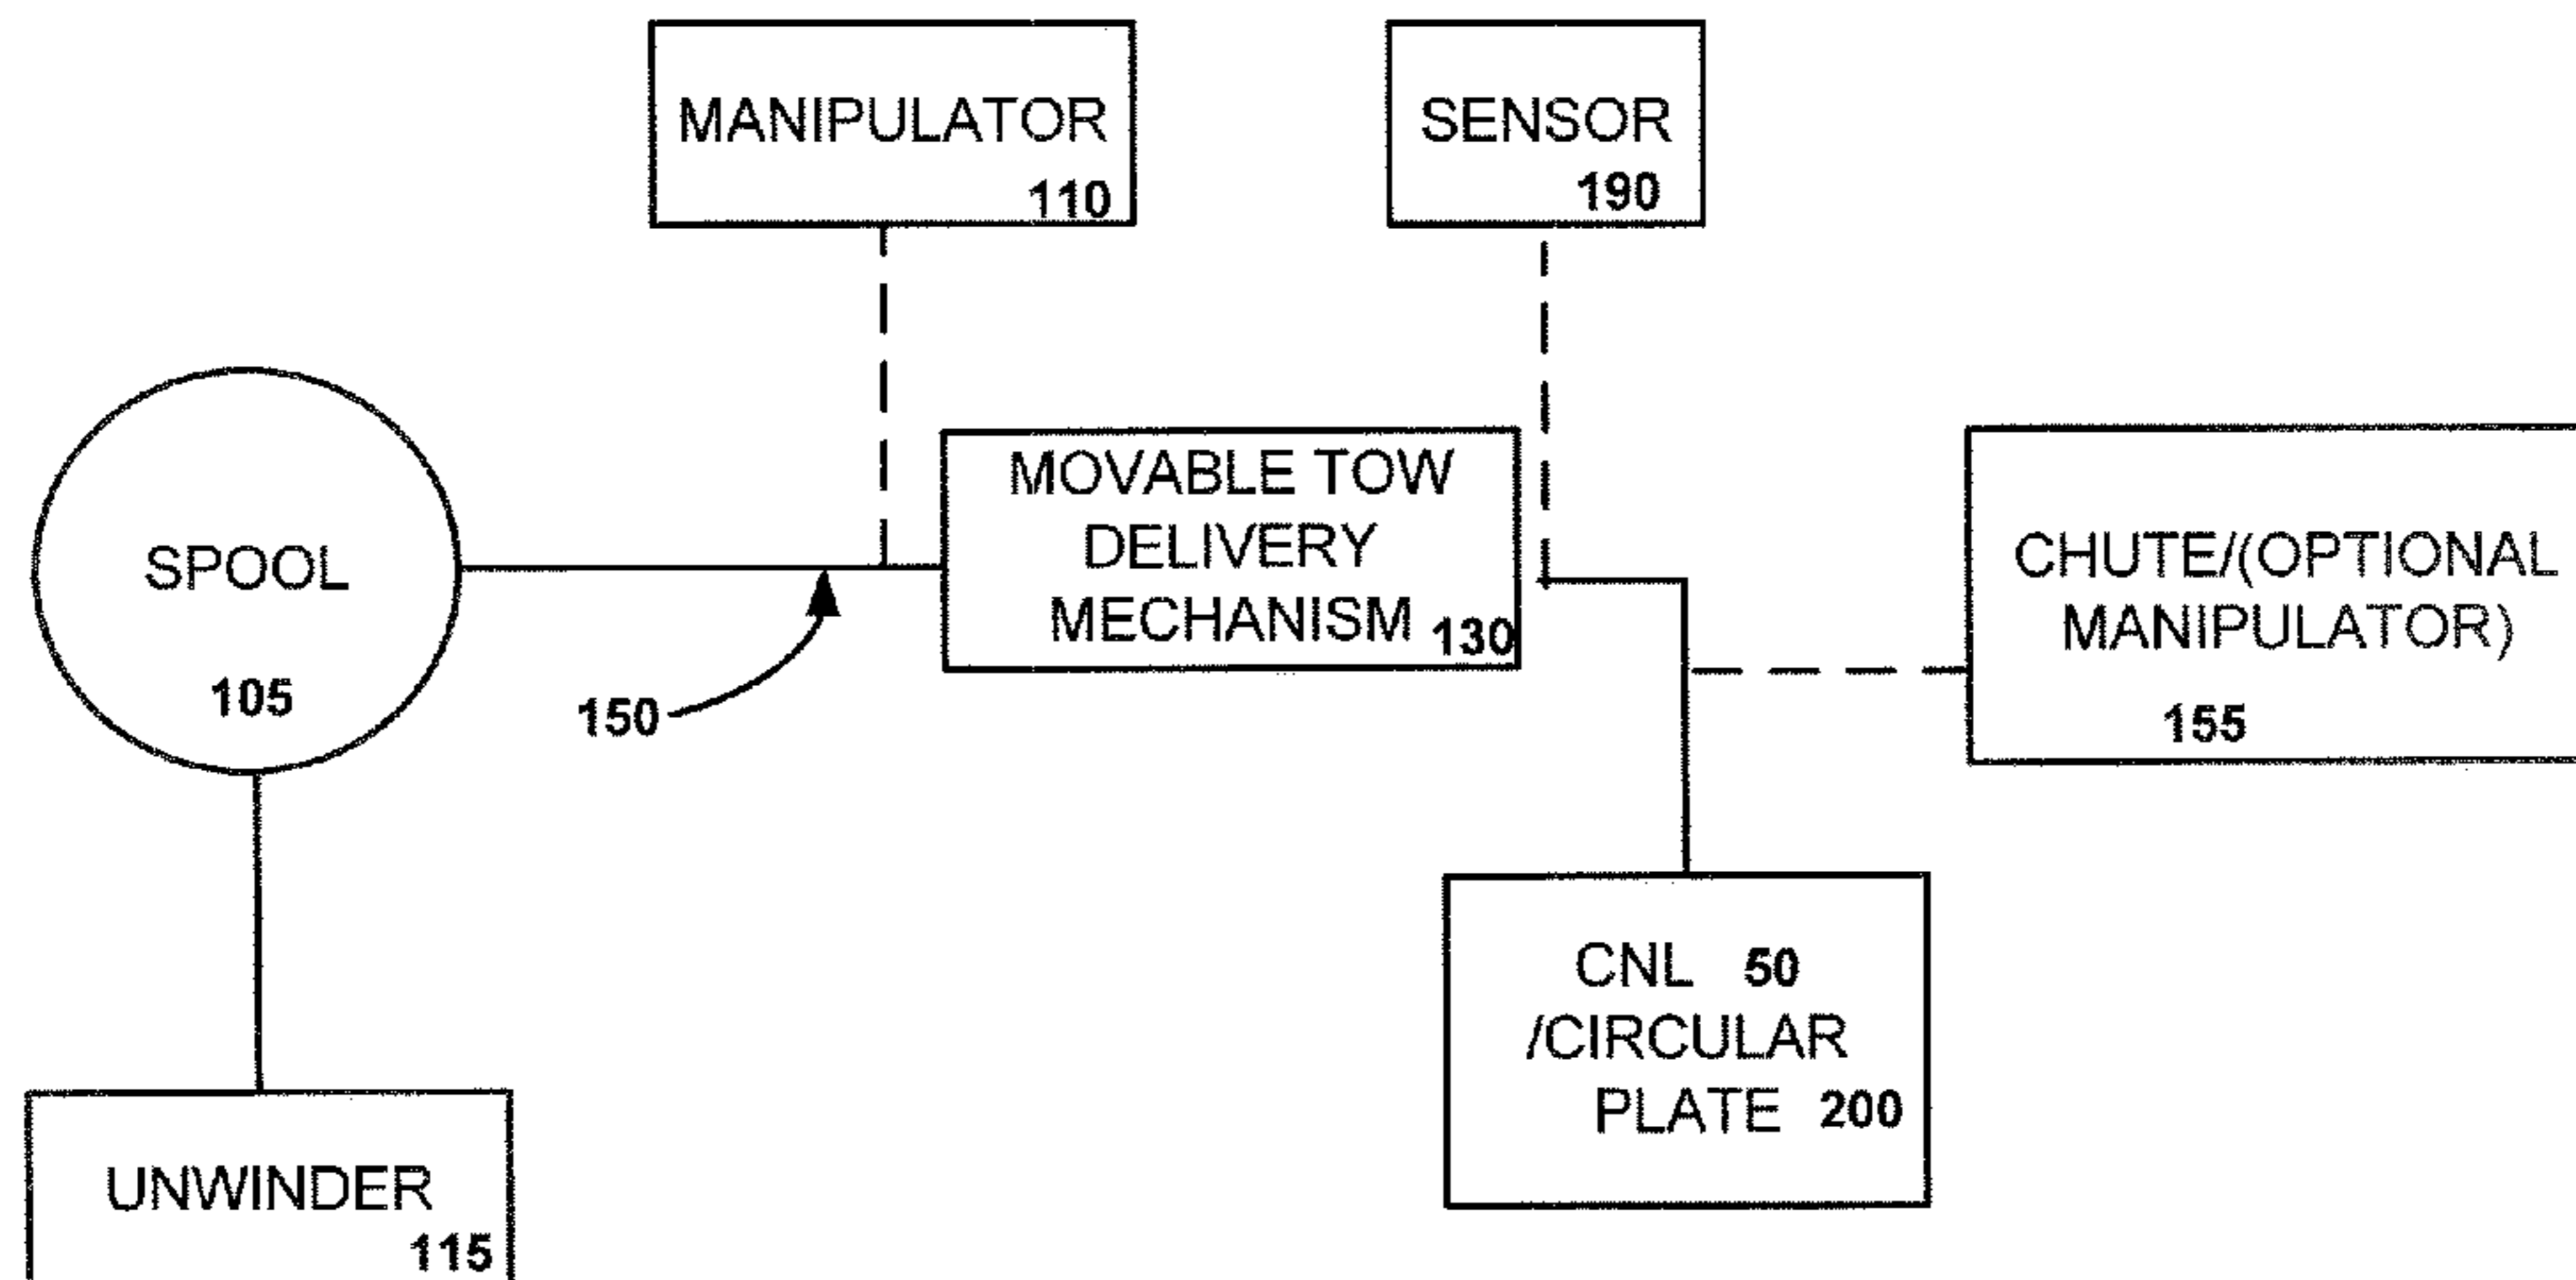 MANIPULATOR
110
SENSOR
190
SPOOL
105
150
MOVABLE TOW
DELIVERY
MECHANISM 130
CHUTE/(OPTIONAL
MANIPULATOR)
155
CNL 50
/CIRCULAR
PLATE 200
UNWINDER
115